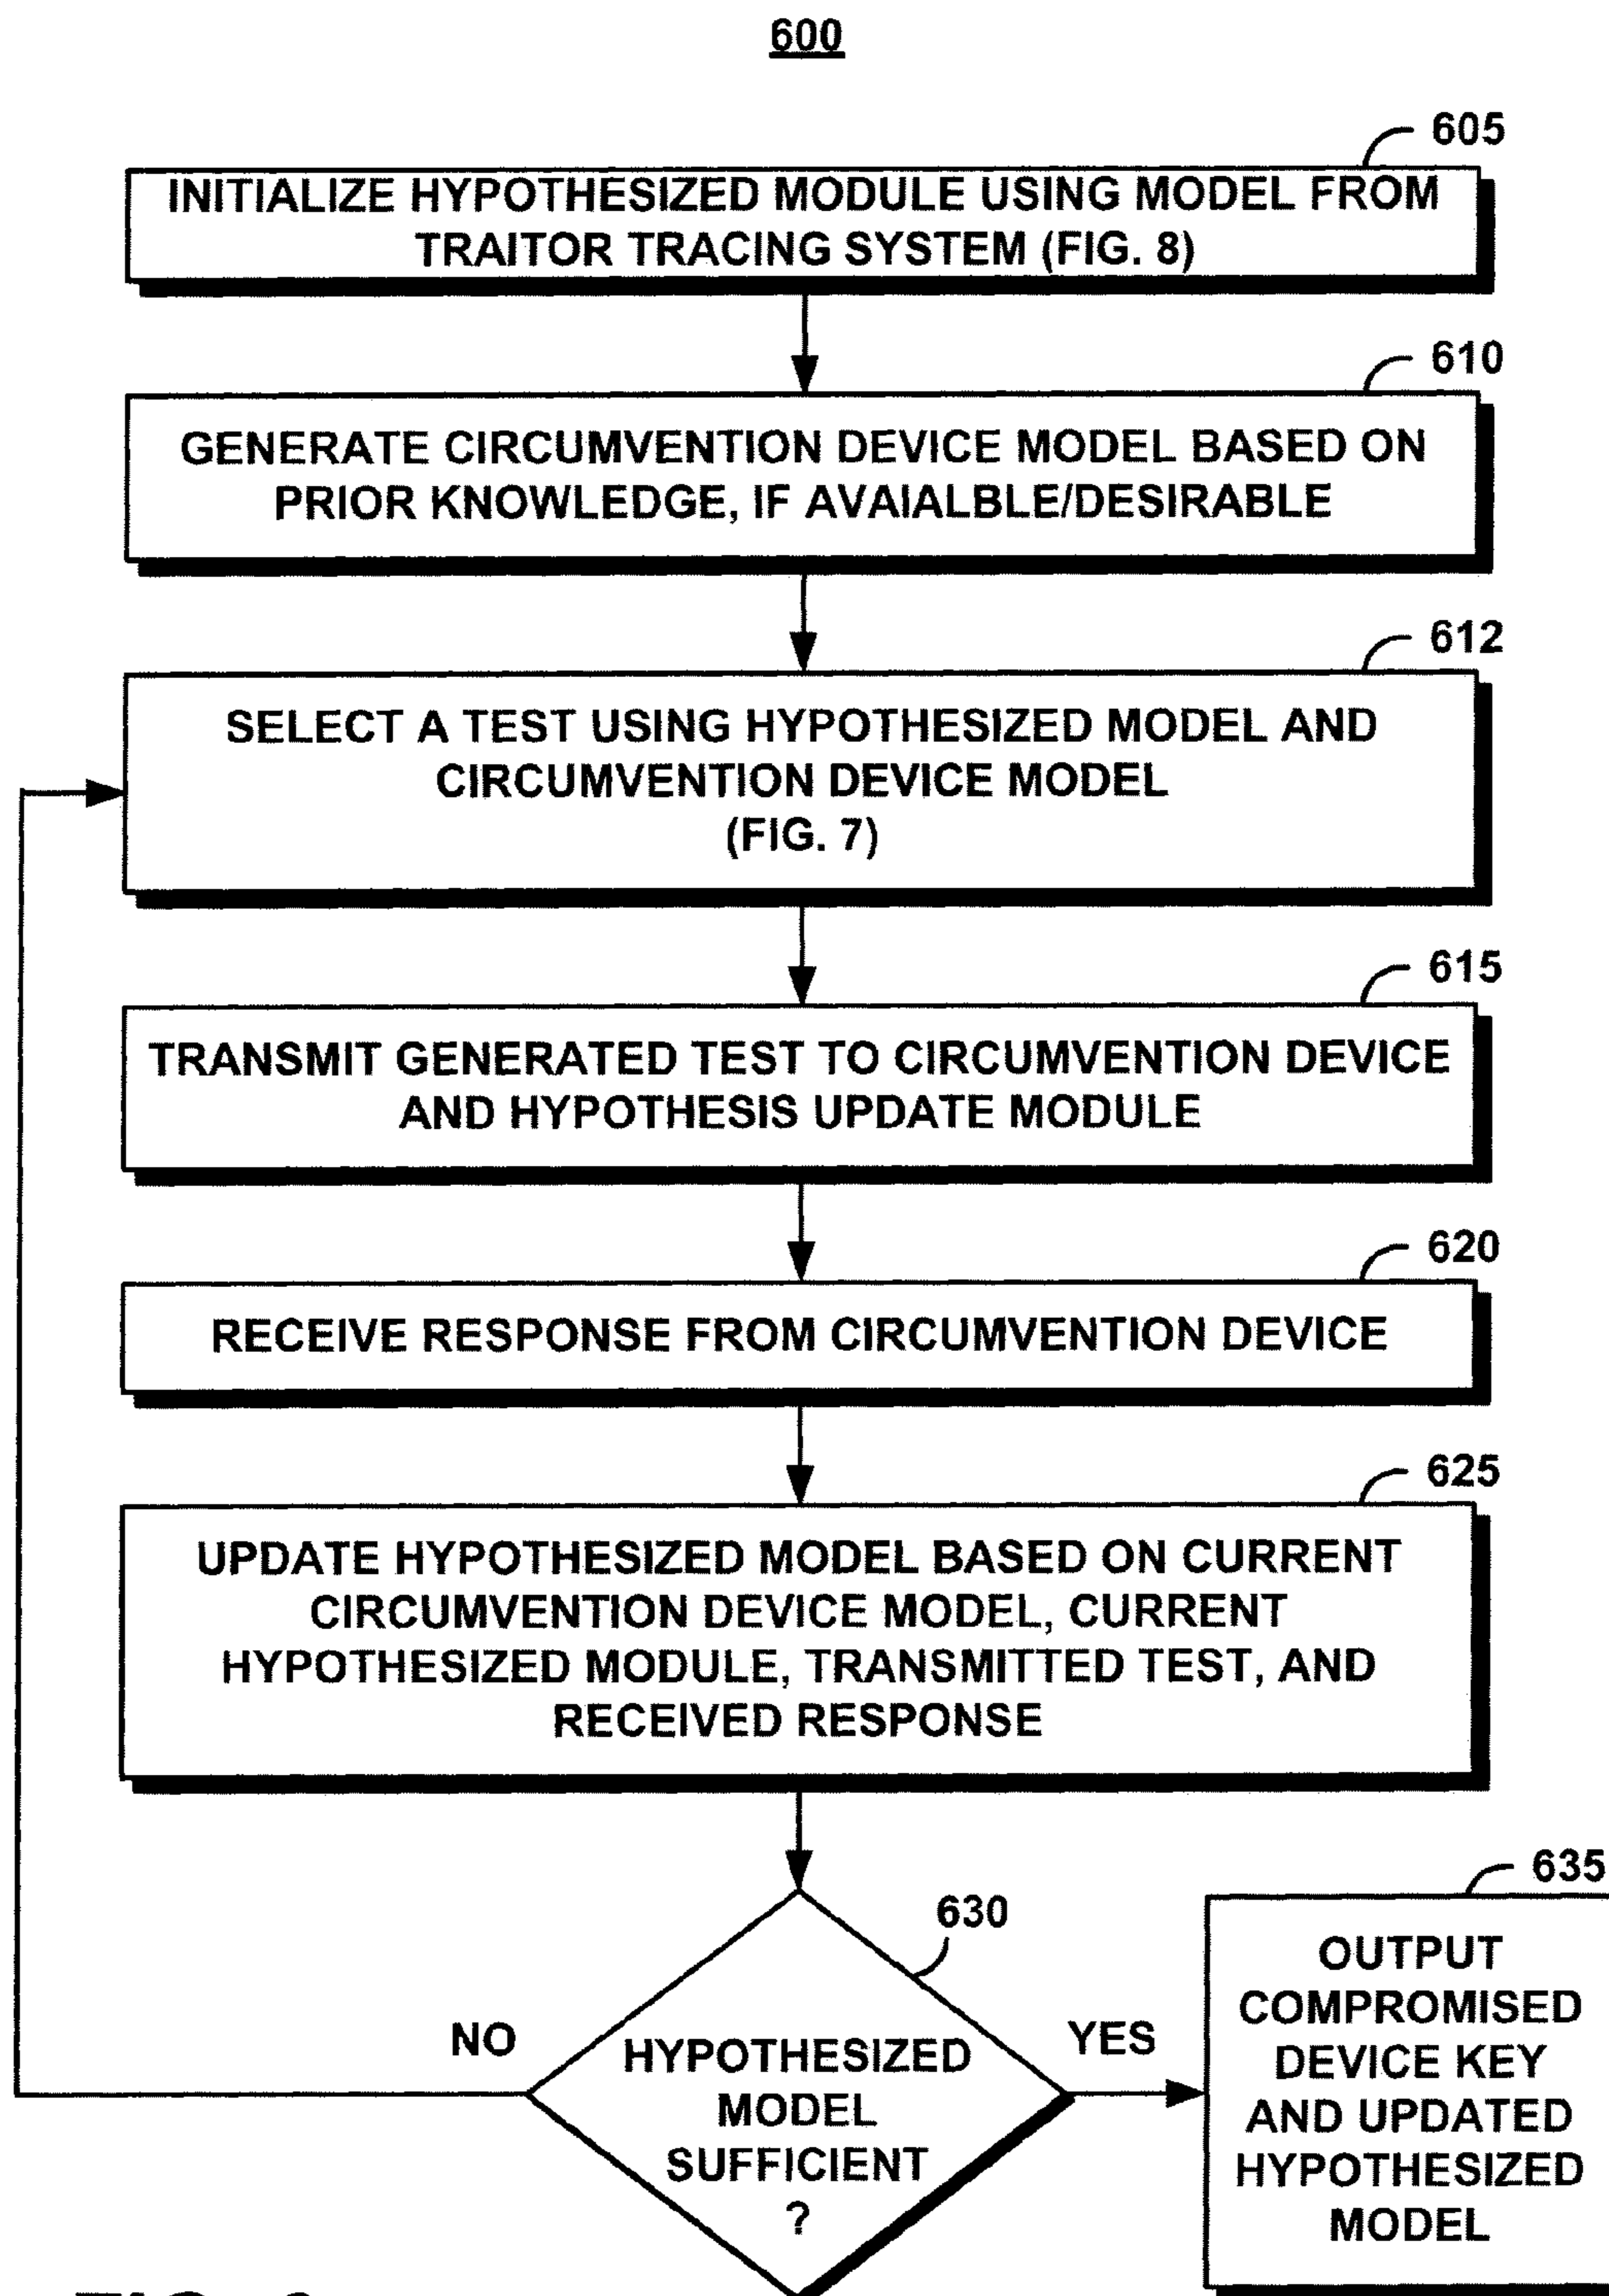 600
605
INITIALIZE HYPOTHESIZED MODULE USING MODEL FROM
TRAITOR TRACING SYSTEM (FIG. 8)
610
GENERATE CIRCUMVENTION DEVICE MODEL BASED ON
PRIOR KNOWLEDGE, IF AVAIALBLE/DESIRABLE
612
SELECT A TEST USING HYPOTHESIZED MODEL AND
CIRCUMVENTION DEVICE MODEL
(FIG. 7)
615
TRANSMIT GENERATED TEST TO CIRCUMVENTION DEVICE
AND HYPOTHESIS UPDATE MODULE
620
RECEIVE RESPONSE FROM CIRCUMVENTION DEVICE
625
UPDATE HYPOTHESIZED MODEL BASED ON CURRENT
CIRCUMVENTION DEVICE MODEL, CURRENT
HYPOTHESIZED MODULE, TRANSMITTED TEST, AND
RECEIVED RESPONSE
630
NO
HYPOTHESIZED
MODEL
SUFFICIENT
?
YES
635
OUTPUT
COMPROMISED
DEVICE KEY
AND UPDATED
HYPOTHESIZED
MODEL